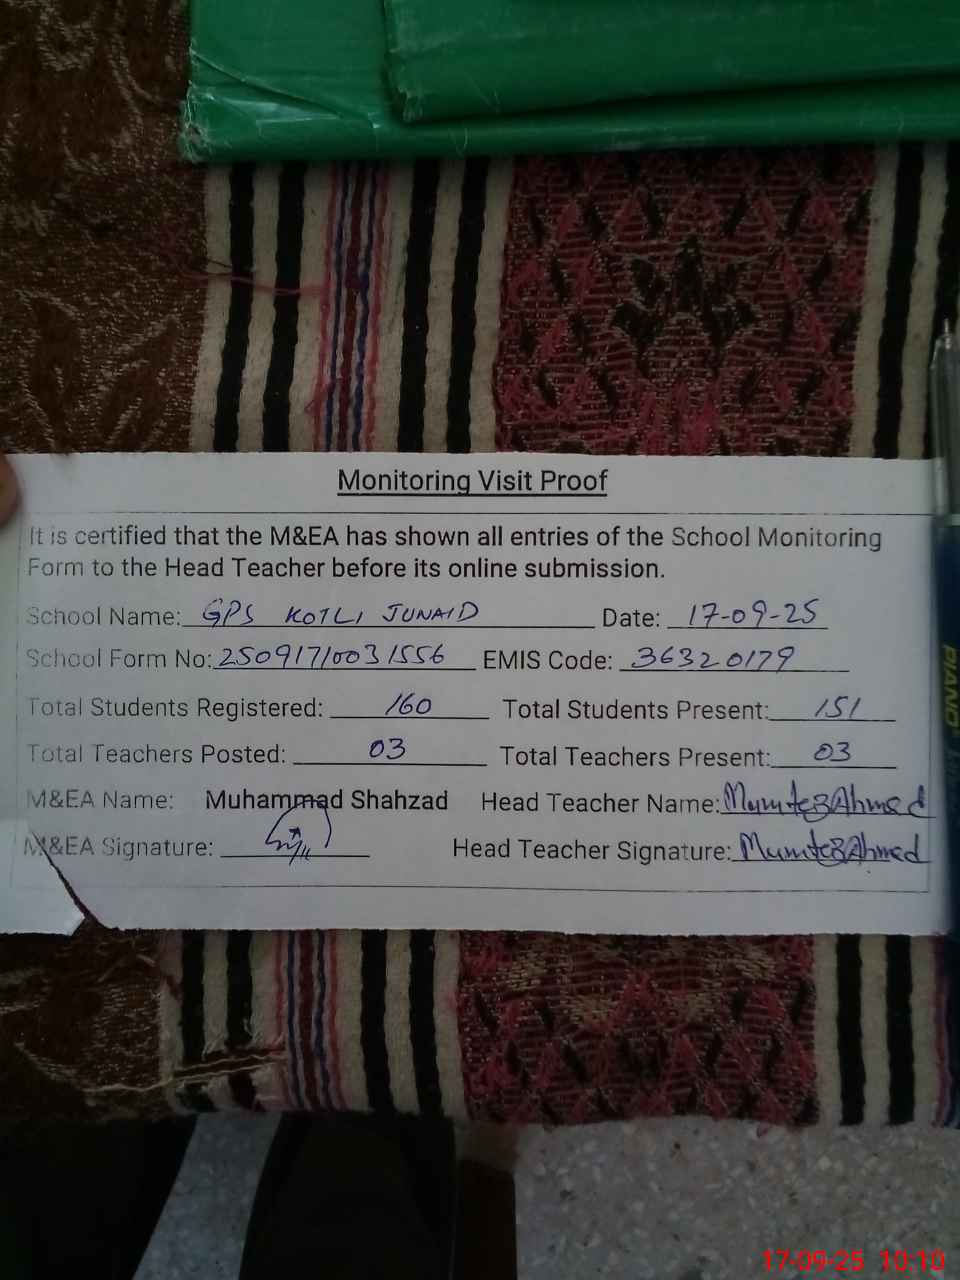 Monitoring Visit Proof
It is certified that the M&EA has shown all entries of the School Monitoring
Form to the Head Teacher before its online submission.
School Name: GPS KOTLI JUNAID Date: 17-09-25
School Form No: 2509171003 1556 EMIS Code: 36320179
Total Students Registered: 160 Total Students Present: 151
Total Teachers Posted: 03 Total Teachers Present: 03
M&EA Name: Muhammad Shahzad Head Teacher Name: Mumtaz Ahmed
M&EA Signature: Head Teacher Signature: Mumtaz Ahmed
PIANO
17-09-25 10:10